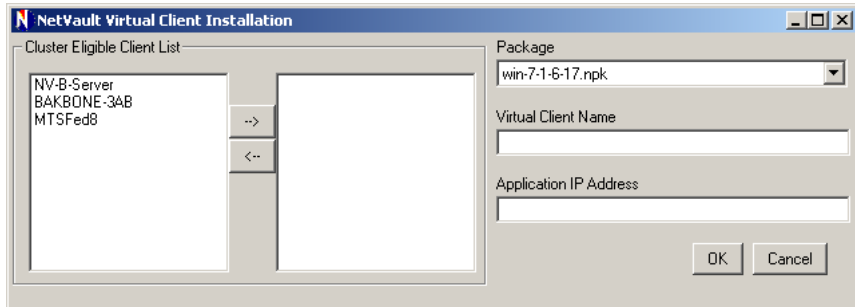 NetVault Virtual Client Installation
Cluster Eligible Client List
NV-B-Server
BAKBONE-3AB
MTSFed8
-->
<--
Package
win-7-1-6-17.npk
Virtual Client Name
Application IP Address
OK
Cancel